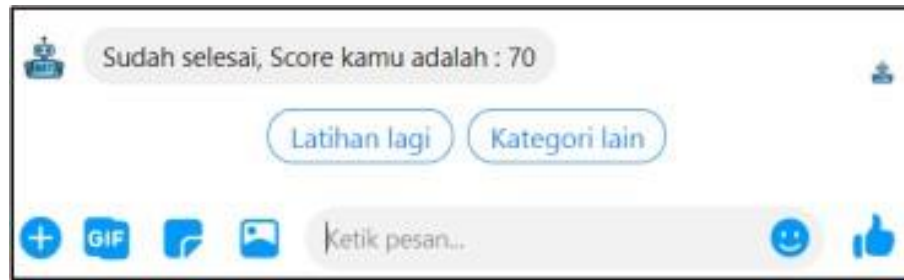 Sudah selesai, Score kamu adalah : 70
Latihan lagi
Kategori lain
GIF
Ketik pesan...